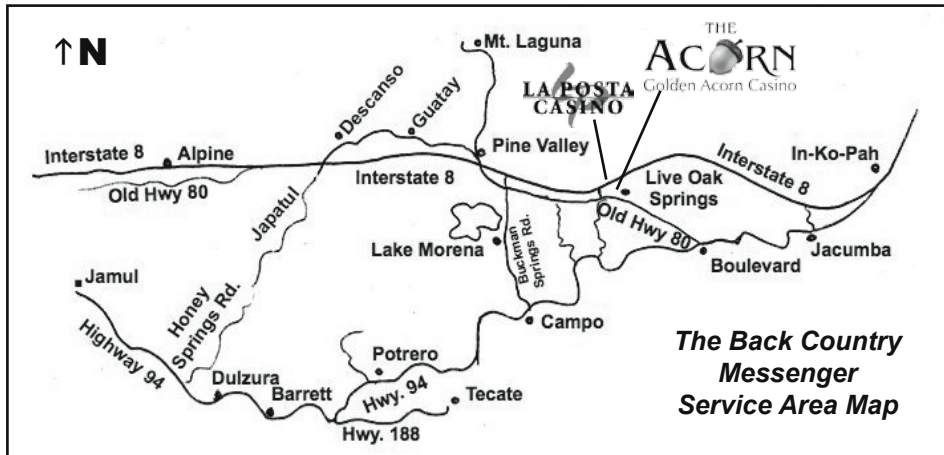 ↑N
Mt. Laguna
THE
ACORN
Golden Acorn Casino
LA POSTA
CASINO
Descanso
Guatay
Interstate 8
Alpine
Old Hwy 80
Pine Valley
Interstate 8
Interstate 8
In-Ko-Pah
Live Oak
Springs
Japatul
Old Hwy 80
Lake Morena
Buckman
Springs Rd.
Boulevard
Jacumba
Jamul
Honey
Springs Rd.
Highway 94
Campo
Potrero
Dulzura
Barrett
Hwy. 94
Tecate
Hwy. 188
The Back Country
Messenger
Service Area Map